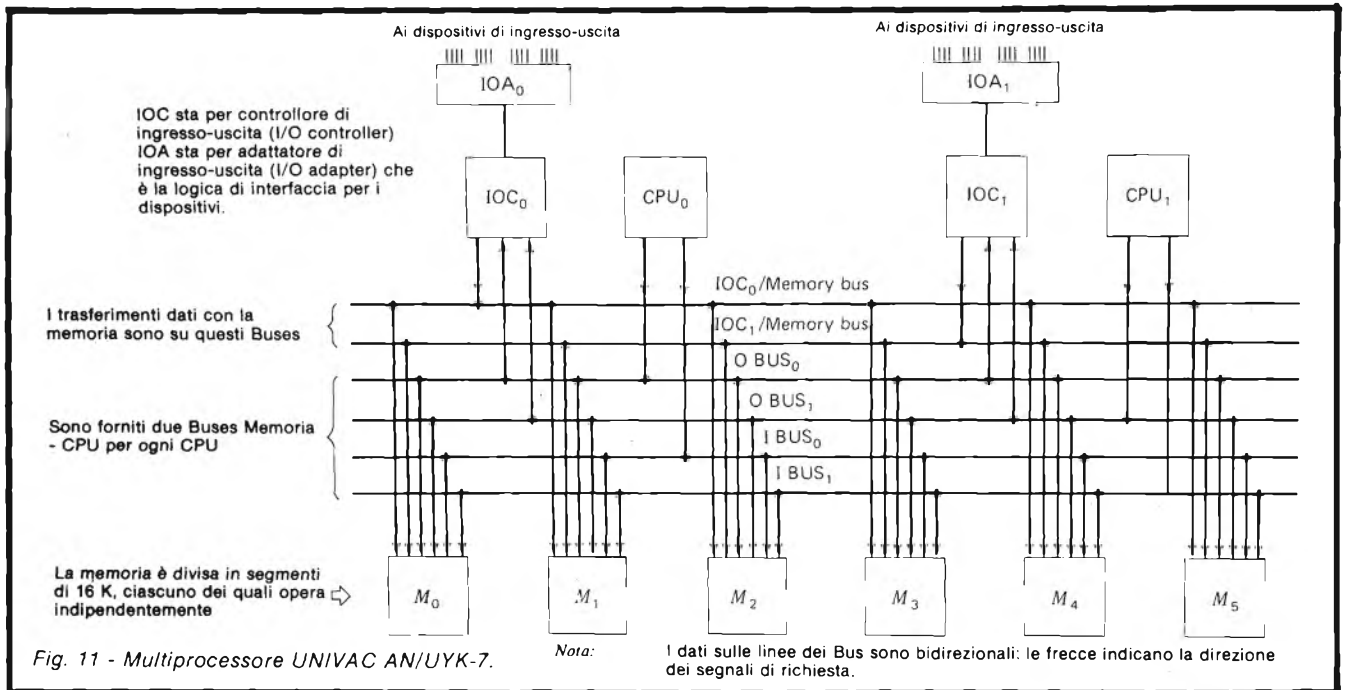 Ai dispositivi di ingresso-uscita
Ai dispositivi di ingresso-uscita
IOA₀
IOA₁
IOC sta per controllore di
ingresso-uscita (I/O controller)
IOA sta per adattatore di
ingresso-uscita (I/O adapter) che
è la logica di interfaccia per i
dispositivi.
IOC₀
CPU₀
IOC₁
CPU₁
IOC₀/Memory bus
I trasferimenti dati con la
memoria sono su questi Buses
IOC₁/Memory bus
O BUS₀
O BUS₁
Sono forniti due Buses Memoria
- CPU per ogni CPU
I BUS₀
I BUS₁
La memoria è divisa in segmenti
di 16 K, ciascuno dei quali opera
indipendentemente
M₀
M₁
M₂
M₃
M₄
M₅
Fig. 11 - Multiprocessore UNIVAC AN/UYK-7.
Nota:
I dati sulle linee dei Bus sono bidirezionali: le frecce indicano la direzione
dei segnali di richiesta.